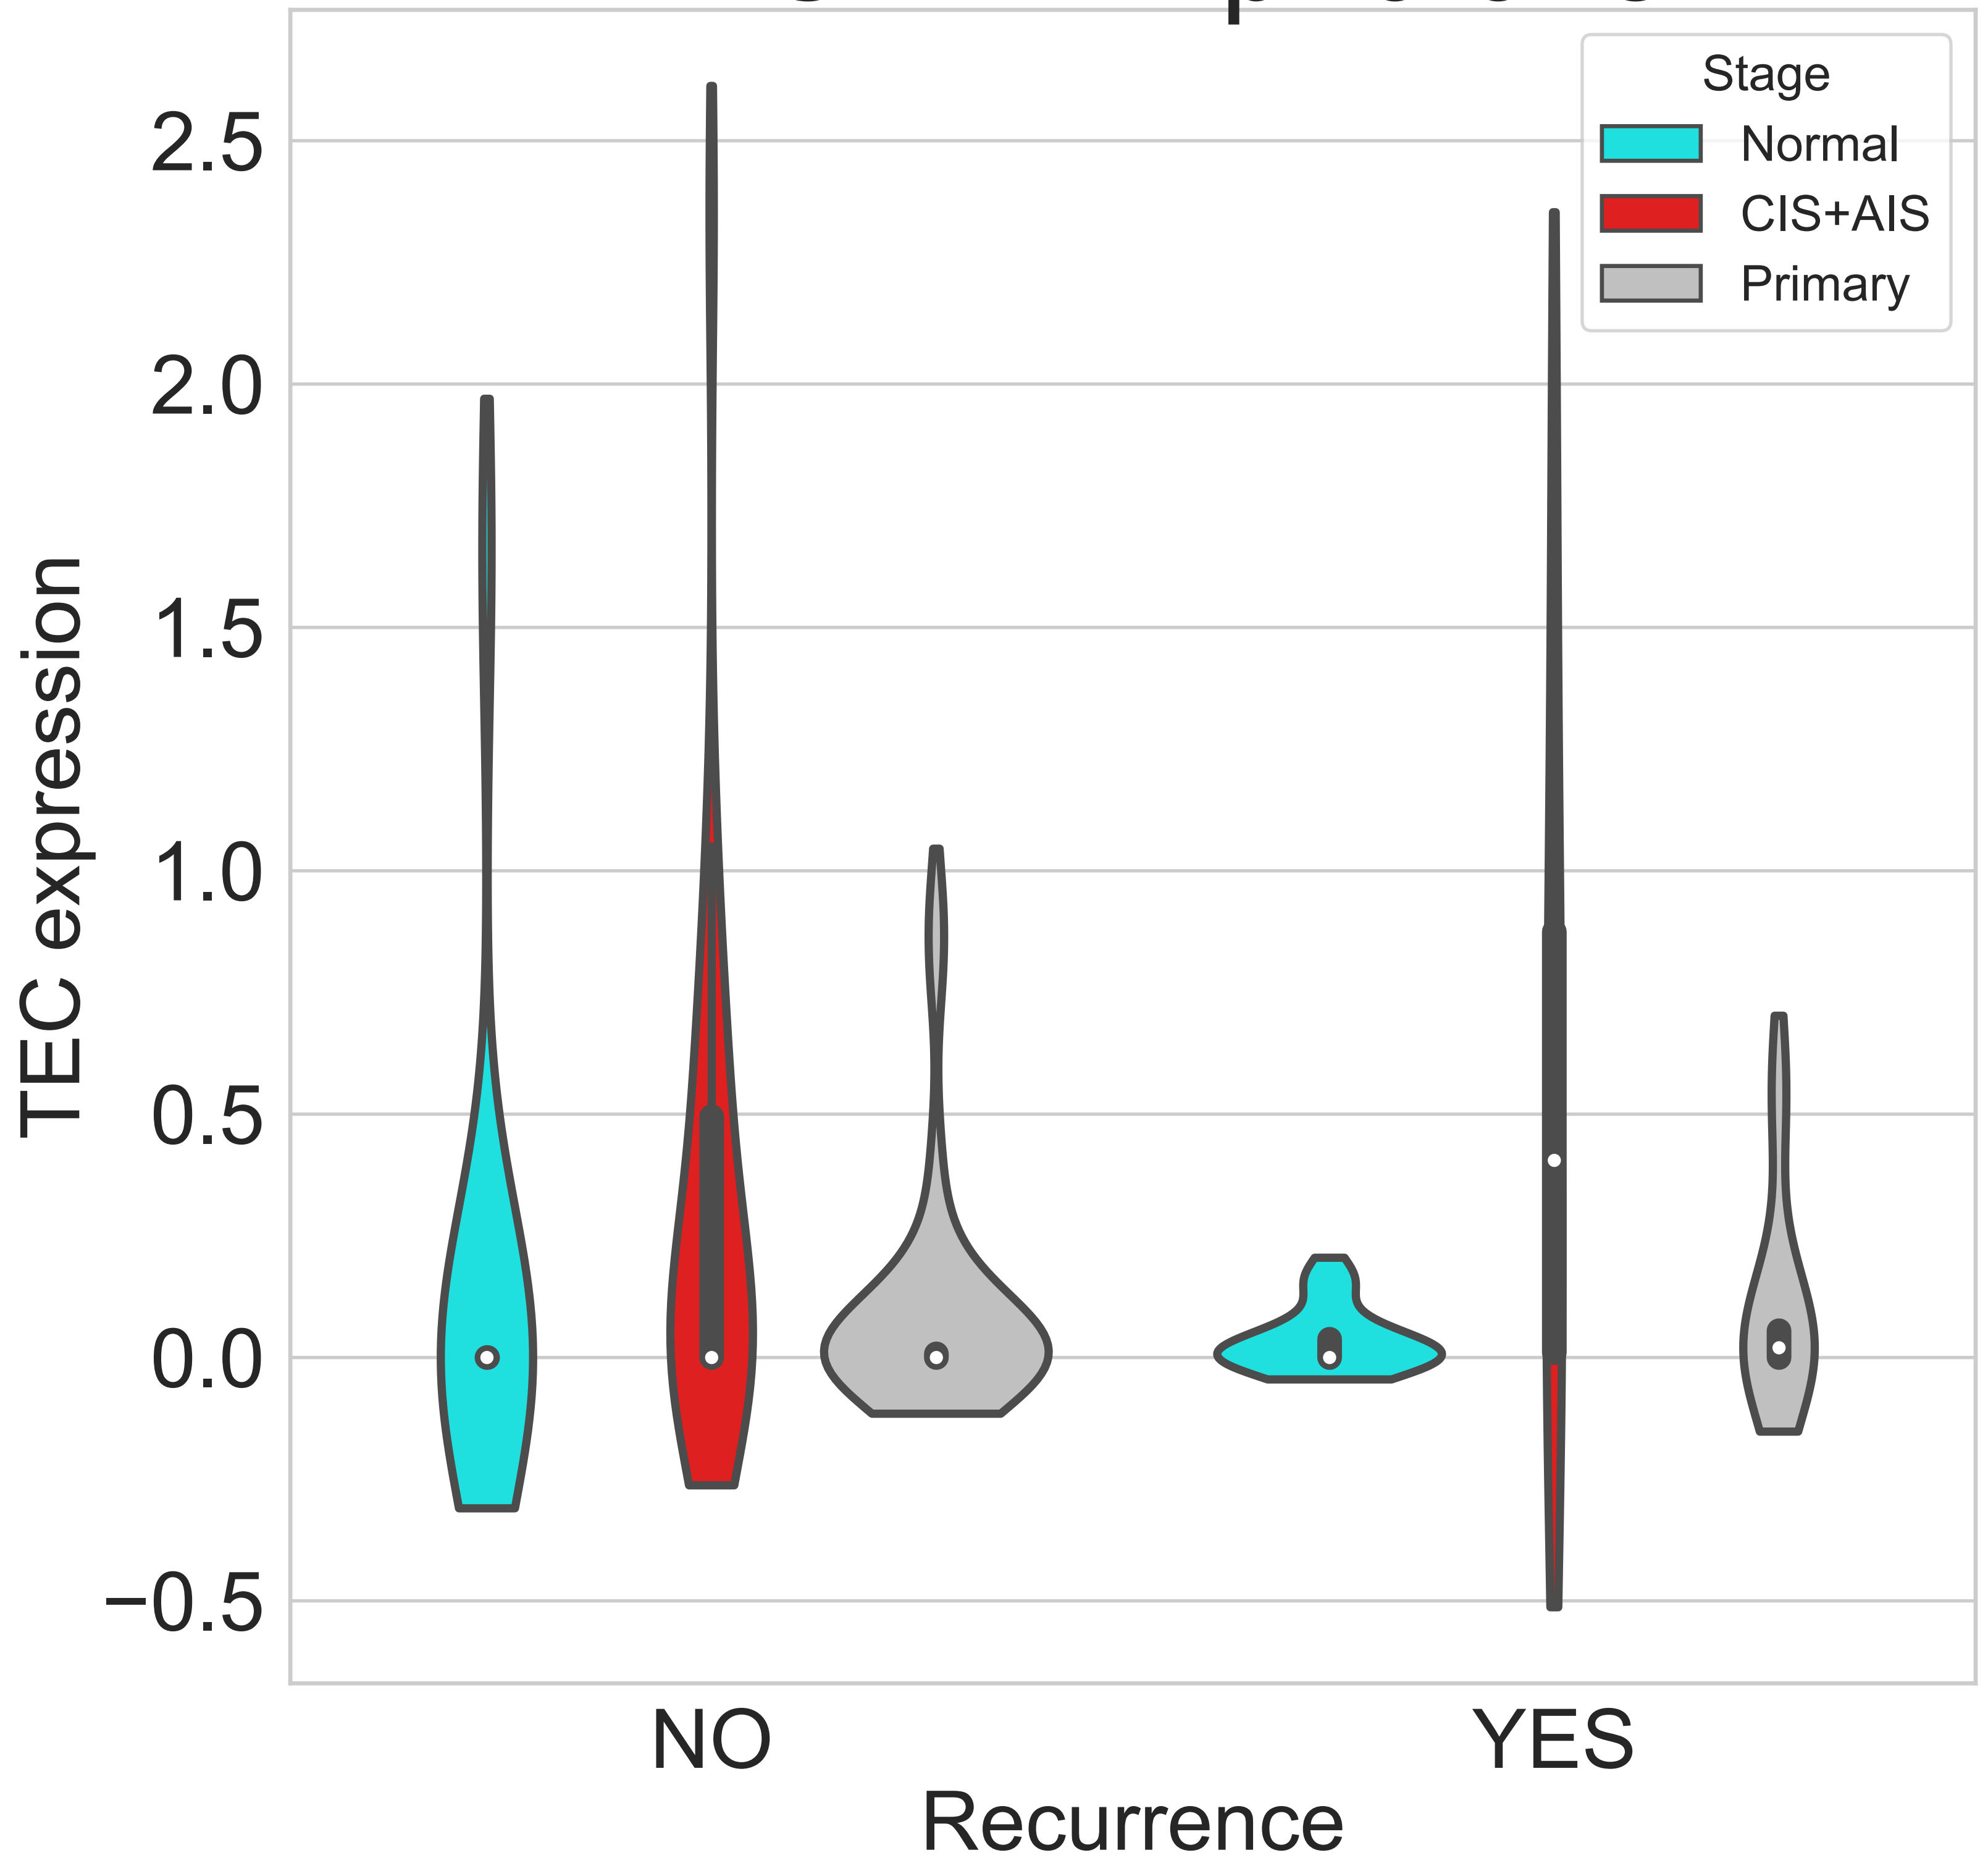 Stage
Normal
CIS+AIS
Primary
2.5
2.0
1.5
1.0
0.5
0.0
−0.5
TEC expression
NO
YES
Recurrence